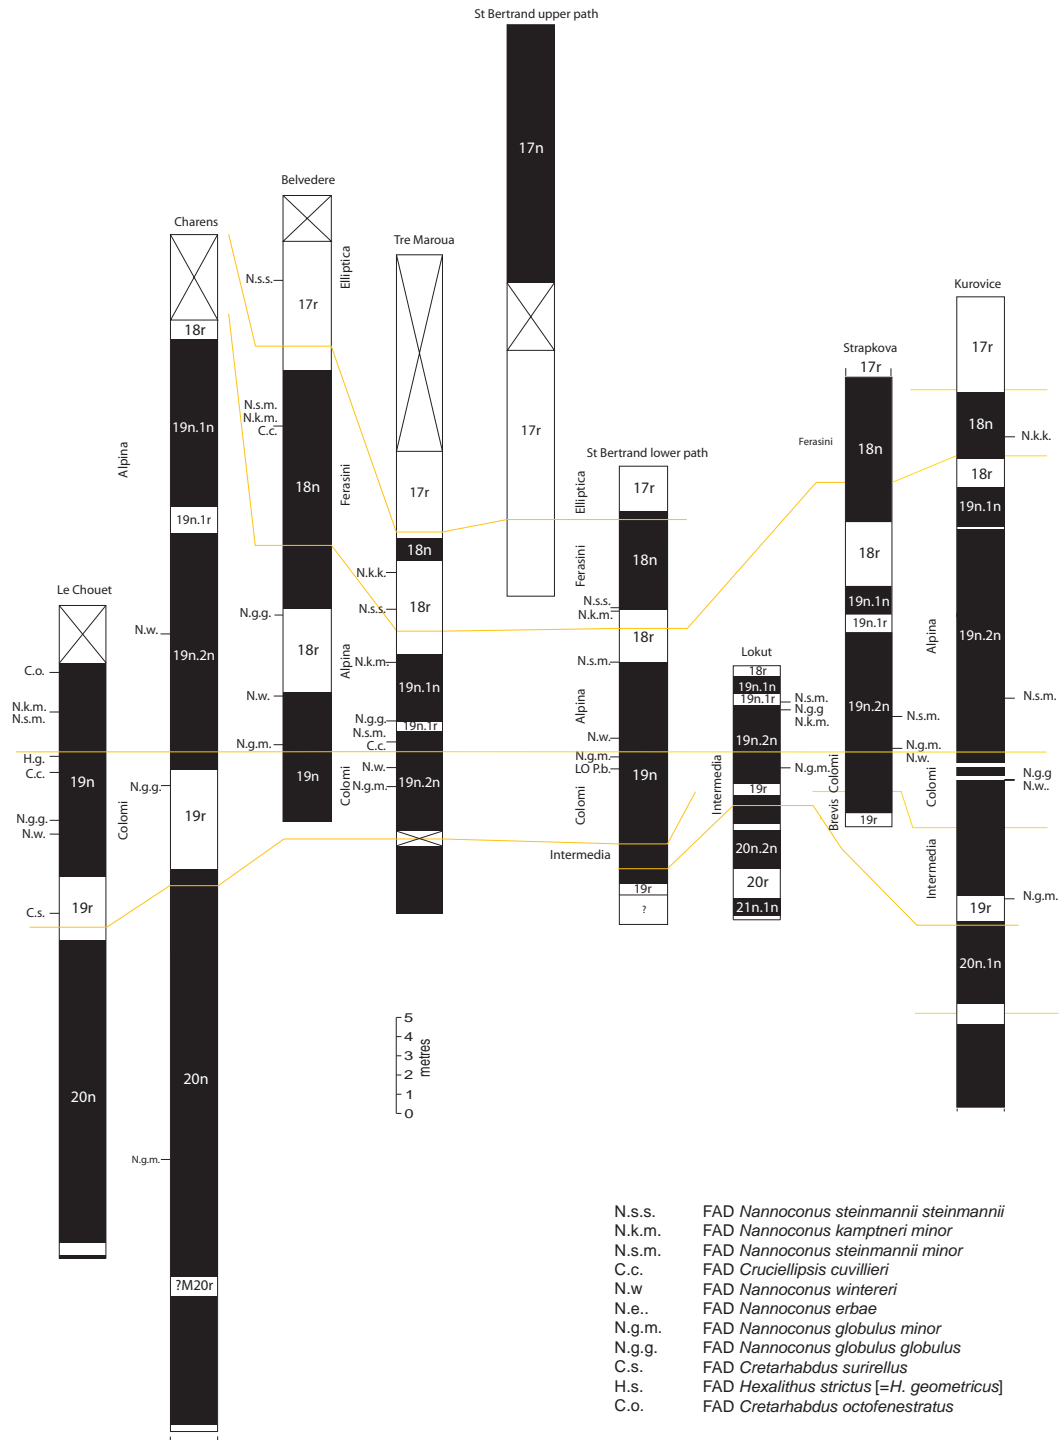 St Bertrand upper path
17n
17r
Belvedere
N.s.s.
17r
Elliptica
N.s.m.
N.k.m.
C.c.
18n
Ferasini
N.g.g.
18r
N.w.
N.g.m.
19n
Charens
18r
19n.1n
Alpina
19n.1r
N.w.
19n.2n
N.g.g.
19r
Colomi
20n
N.g.m.
?M20r
Tre Maroua
17r
18n
N.k.k.
18r
N.s.s.
Alpina
N.k.m.
19n.1n
N.g.g.
19n.1r
N.s.m.
C.c.
N.w.
19n.2n
N.g.m.
Colomi
Le Chouet
C.o.
N.k.m.
N.s.m.
H.g.
C.c.
19n
N.g.g.
N.w.
19r
C.s.
20n
St Bertrand lower path
Elliptica
17r
Ferasini
18n
N.s.s.
N.k.m.
18r
N.s.m.
Alpina
N.w.
N.g.m.
LO P.b.
19n
Colomi
Intermedia
19r
?
Lokut
18r
19n.1n
19n.1r
N.s.m.
N.g.g
N.k.m.
19n.2n
Intermedia
N.g.m.
19r
20n.2n
20r
21n.1n
Strapkova
17r
Ferasini
18n
18r
19n.1n
19n.1r
19n.2n
N.s.m.
N.g.m.
N.w.
Brevis Colomi
19r
Kurovice
17r
18n
N.k.k.
18r
19n.1n
Alpina
19n.2n
N.s.m.
N.g.g
N.w..
Colomi
Intermedia
N.g.m.
19r
20n.1n
5
4
3
2
1
0
metres
N.s.s. FAD Nannoconus steinmannii steinmannii
N.k.m. FAD Nannoconus kamptneri minor
N.s.m. FAD Nannoconus steinmannii minor
C.c. FAD Cruciellipsis cuvillieri
N.w FAD Nannoconus wintereri
N.e.. FAD Nannoconus erbae
N.g.m. FAD Nannoconus globulus minor
N.g.g. FAD Nannoconus globulus globulus
C.s. FAD Cretarhabdus surirellus
H.s. FAD Hexalithus strictus [=H. geometricus]
C.o. FAD Cretarhabdus octofenestratus